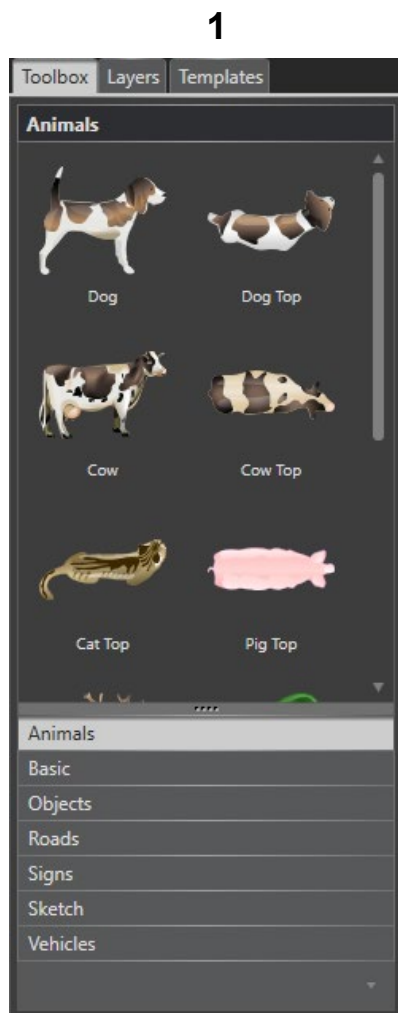 1
Toolbox Layers Templates
Animals
Dog Dog Top
Cow Cow Top
Cat Top Pig Top
Animals
Basic
Objects
Roads
Signs
Sketch
Vehicles